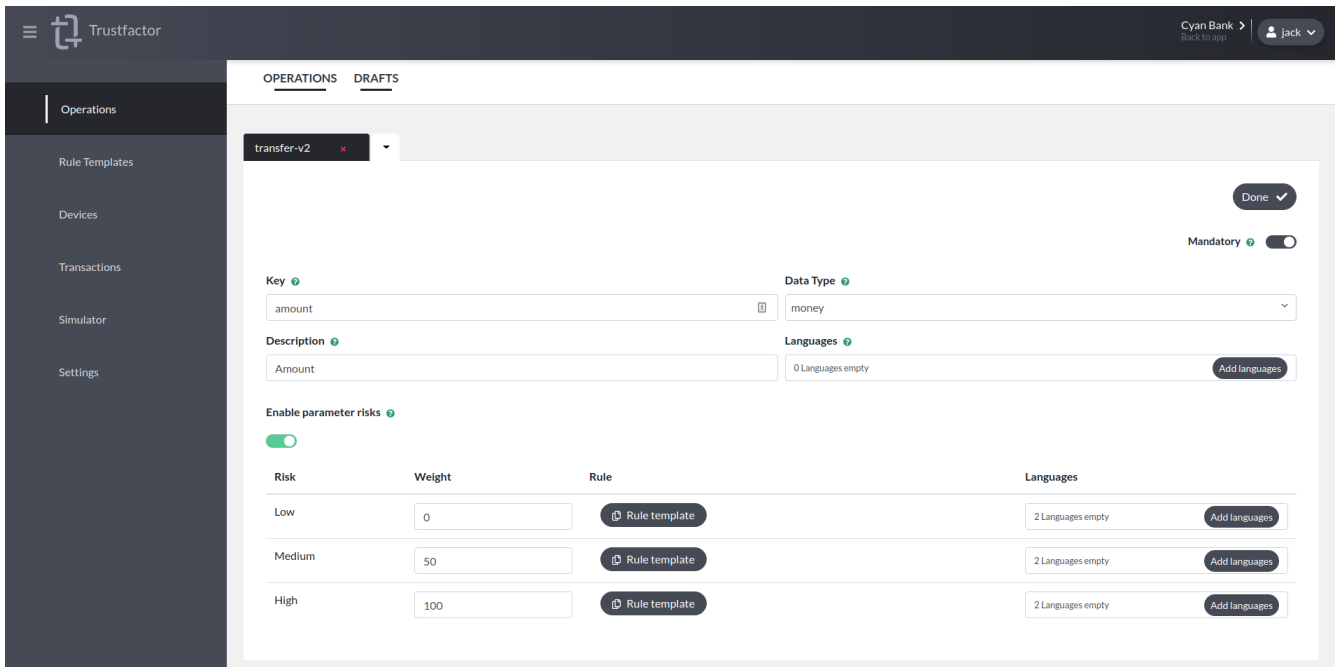 Trustfactor
Cyan Bank
Back to app
jack
OPERATIONS DRAFTS
Operations
Rule Templates
Devices
Transactions
Simulator
Settings
transfer-v2 x
Done
Mandatory ?
Key ? Data Type ?
amount money
Description ? Languages ?
Amount 0 Languages empty Add languages
Enable parameter risks ?
Risk Weight Rule Languages
Low 0 Rule template 2 Languages empty Add languages
Medium 50 Rule template 2 Languages empty Add languages
High 100 Rule template 2 Languages empty Add languages